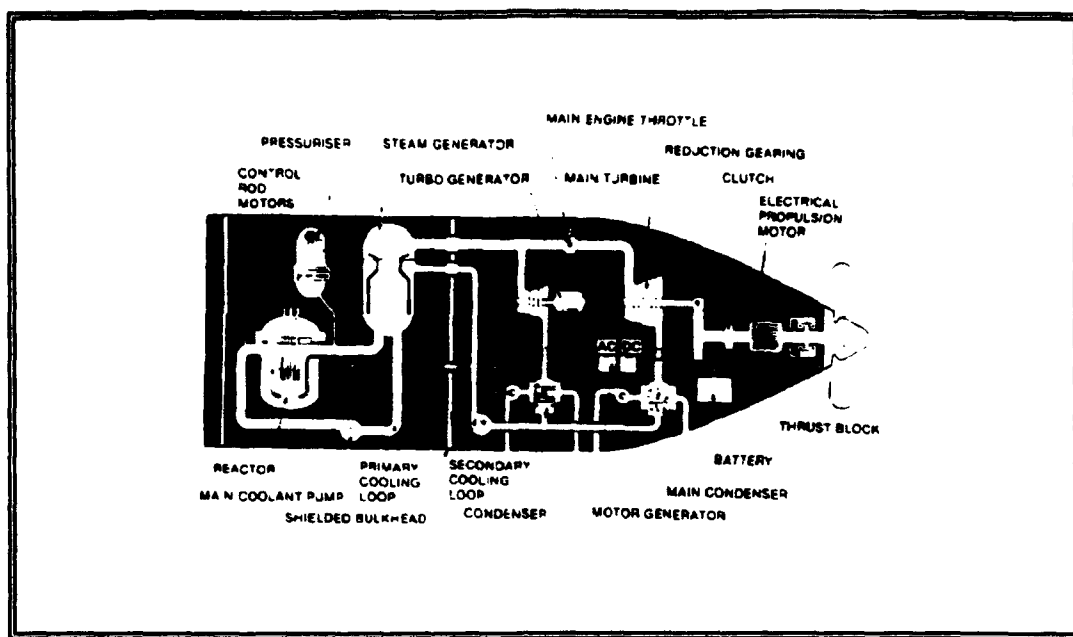 MAIN ENGINE THROTTLE
PRESSURISER
STEAM GENERATOR
REDUCTION GEARING
CONTROL
ROD
MOTORS
TURBO GENERATOR
MAIN TURBINE
CLUTCH
ELECTRICAL
PROPULSION
MOTOR
AC
DC
THRUST BLOCK
REACTOR
PRIMARY
COOLING
LOOP
SECONDARY
COOLING
LOOP
BATTERY
MAIN COOLANT PUMP
MAIN CONDENSER
SHIELDED BULKHEAD
CONDENSER
MOTOR GENERATOR